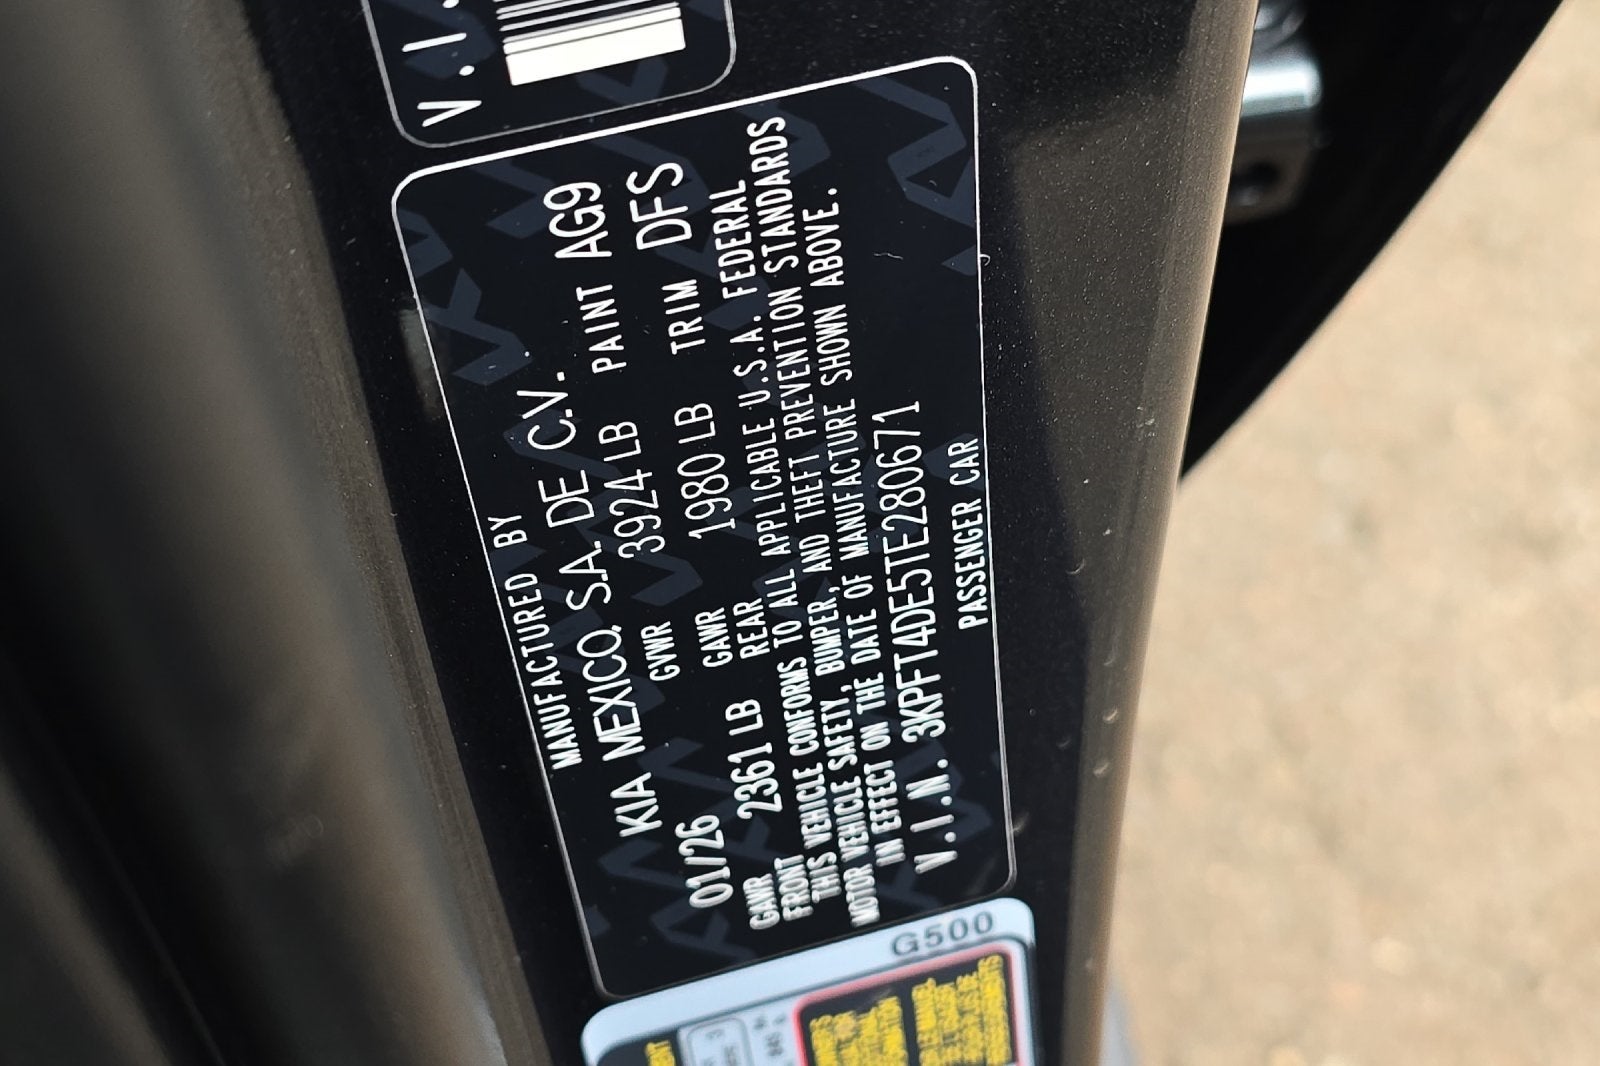 V.I.
MANUFACTURED BY
KIA MEXICO, S.A. DE C.V.
01/26 GVWR 3924 LB PAINT AG9
GAWR FRONT 2361 LB GAWR REAR 1980 LB TRIM DFS
THIS VEHICLE CONFORMS TO ALL APPLICABLE U.S.A. FEDERAL
MOTOR VEHICLE SAFETY, BUMPER, AND THEFT PREVENTION STANDARDS
IN EFFECT ON THE DATE OF MANUFACTURE SHOWN ABOVE.
V.I.N. 3KPFT4DE5TE280671
PASSENGER CAR
G500